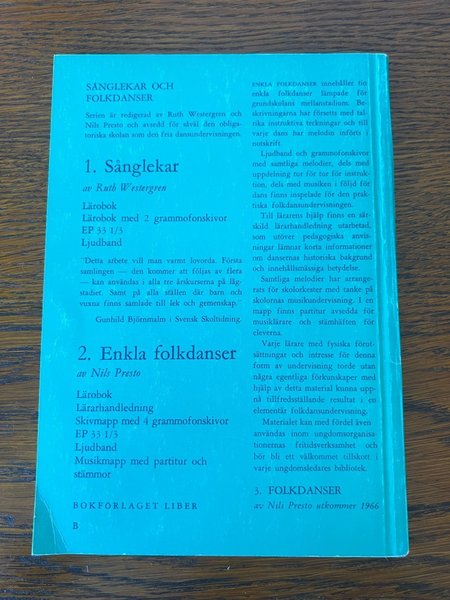 SÅNGLEKAR OCH
FOLKDANSER
Serien är redigerad av Ruth Westergren och
Nils Presto och avsedd för såväl den obliga-
toriska skolan som den fria dansundervisningen.
1. Sånglekar
av Ruth Westergren
Lärobok
Lärobok med 2 grammofonskivor
EP 33 1/3
Ljudband
"Detta arbete vill man varmt lovorda. Första
samlingen — den kommer att följas av flera
— kan användas i alla tre årskurserna på låg-
stadiet. Samt på alla ställen där barn och
vuxna finns samlade till lek och gemenskap."
Gunhild Björnsmalm i Svensk Skoltidning.
2. Enkla folkdanser
av Nils Presto
Lärobok
Lärarhandledning
Skivmapp med 4 grammofonskivor
EP 33 1/3
Ljudband
Musikmapp med partitur och
stämmor
BOKFÖRLAGET LIBER
B
ENKLA FOLKDANSER innehåller tio
enkla folkdanser lämpade för
grundskolans mellanstadium. Be-
skrivningarna har försetts med tal-
rika instruktiva teckningar och till
varje dans har melodin införts i
notskrift.
Ljudband och grammofonskivor
med samtliga melodier, dels med
uppdelning tur för tur för instruk-
tion, dels med musiken i följd för
dans finns inspelade för den prak-
tiska folkdansundervisningen.
Till lärarens hjälp finns en sär-
skild lärarhandledning utarbetad,
som utöver pedagogiska anvis-
ningar lämnar korta informationer
om dansernas historiska bakgrund
och innehållsmässiga betydelse.
Samtliga melodier har arrange-
rats för skolorkester med tanke på
skolornas musikundervisning. I en
mapp finns partitur avsedda för
musiklärare och stämhäften för
eleverna.
Varje lärare med fysiska förut-
sättningar och intresse för denna
form av undervisning torde utan
några egentliga förkunskaper med
hjälp av detta material kunna upp-
nå tillfredsställande resultat i en
elementär folkdansundervisning.
Materialet kan med fördel även
användas inom ungdomsorganisa-
tionernas fritidsverksamhet och
bör bli ett välkommet tillskott i
varje ungdomsledares bibliotek.
3. FOLKDANSER
av Nils Presto utkommer 1966